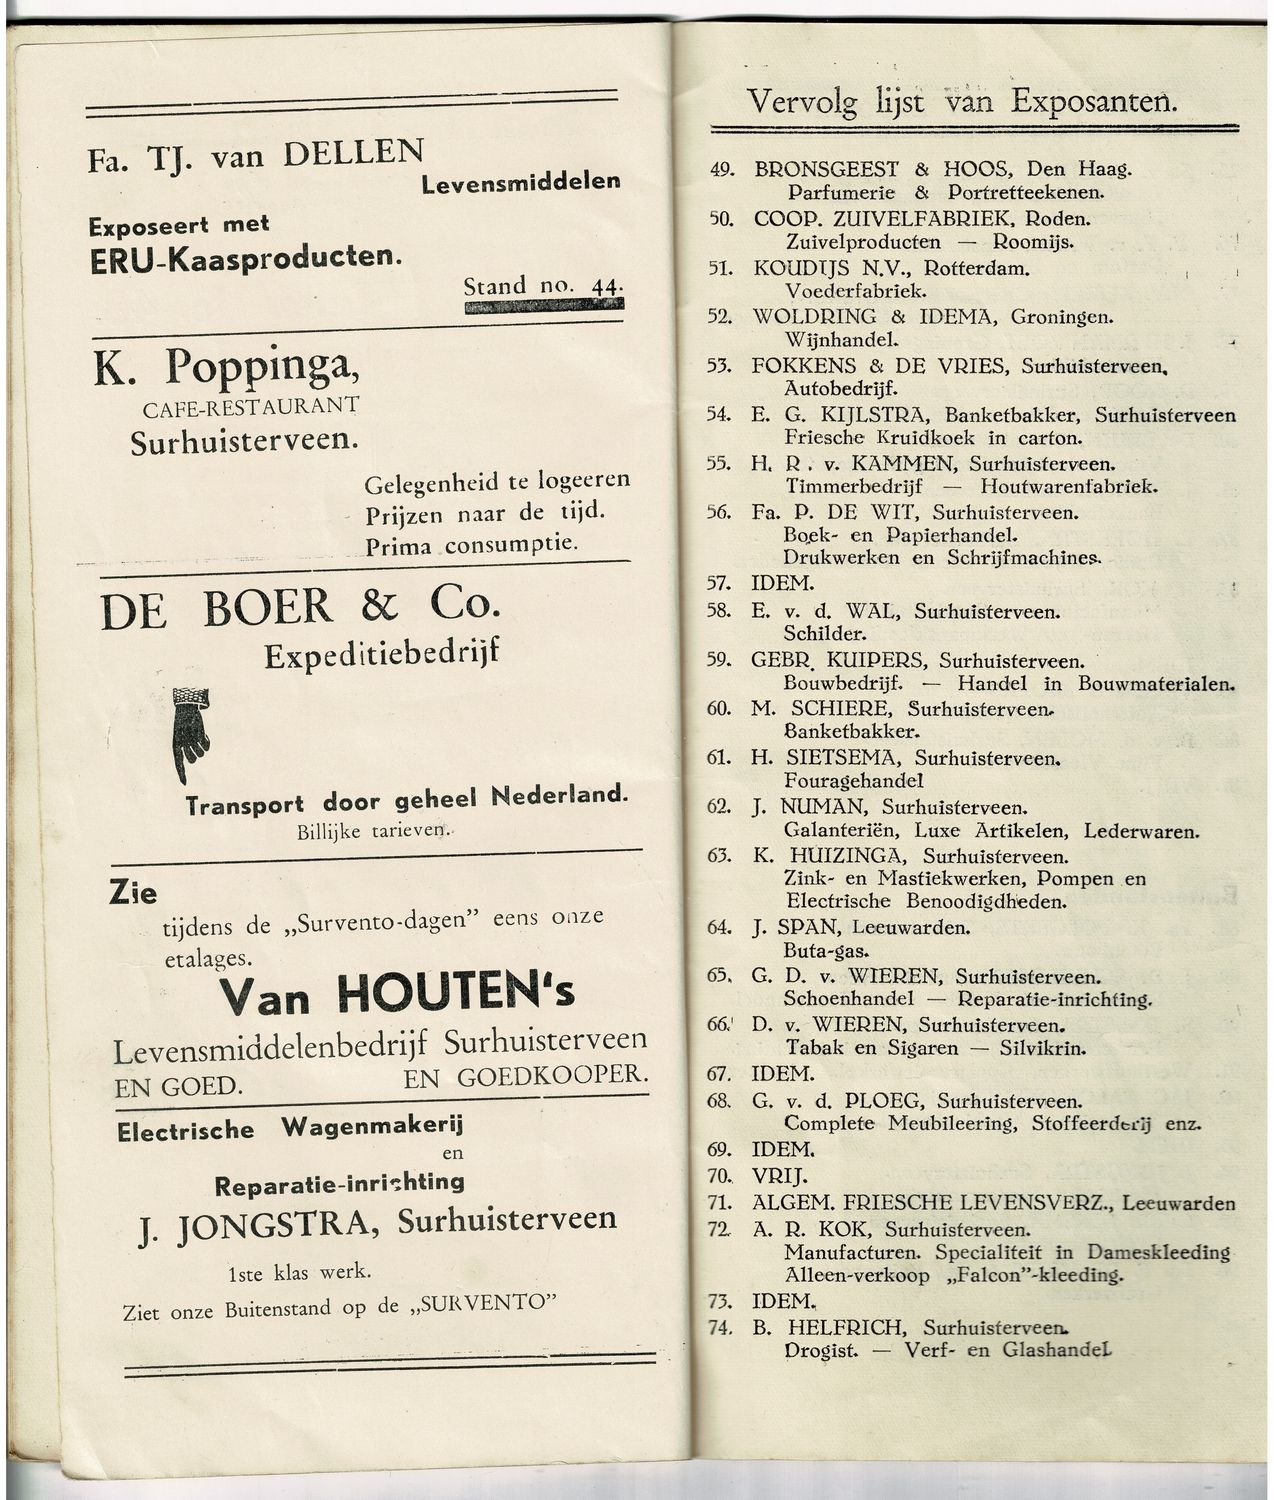 Fa. TJ. van DELLEN
Levensmiddelen
Exposeert met
ERU-Kaasproducten.
Stand no. 44.
K. Poppinga,
CAFE-RESTAURANT
Surhuisterveen.
Gelegenheid te logeeren
Prijzen naar de tijd.
Prima consumptie.
DE BOER & Co.
Expeditiebedrijf
Transport door geheel Nederland.
Billijke tarieven.
Zie
tijdens de „Survento-dagen” eens onze
etalages.
Van HOUTEN's
Levensmiddelenbedrijf Surhuisterveen
EN GOED. EN GOEDKOOPER.
Electrische Wagenmakerij
en
Reparatie-inrichting
J. JONGSTRA, Surhuisterveen
1ste klas werk.
Ziet onze Buitenstand op de „SURVENTO”
Vervolg lijst van Exposanten.
49. BRONSGEEST & HOOS, Den Haag.
Parfumerie & Portretteekenen.
50. COOP. ZUIVELFABRIEK, Roden.
Zuivelproducten — Roomijs.
51. KOUDIJS N.V., Rotterdam.
Voederfabriek.
52. WOLDRING & IDEMA, Groningen.
Wijnhandel.
53. FOKKENS & DE VRIES, Surhuisterveen.
Autobedrijf.
54. E. G. KIJLSTRA, Banketbakker, Surhuisterveen
Friesche Kruidkoek in carton.
55. H. R. v. KAMMEN, Surhuisterveen.
Timmerbedrijf — Houtwarenfabriek.
56. Fa. P. DE WIT, Surhuisterveen.
Boek- en Papierhandel.
Drukwerken en Schrijfmachines.
57. IDEM.
58. E. v. d. WAL, Surhuisterveen.
Schilder.
59. GEBR. KUIPERS, Surhuisterveen.
Bouwbedrijf. — Handel in Bouwmaterialen.
60. M. SCHIERE, Surhuisterveen.
Banketbakker.
61. H. SIETSEMA, Surhuisterveen.
Fouragehandel
62. J. NUMAN, Surhuisterveen.
Galanteriën, Luxe Artikelen, Lederwaren.
63. K. HUIZINGA, Surhuisterveen.
Zink- en Mastiekwerken, Pompen en
Electrische Benoodigdheden.
64. J. SPAN, Leeuwarden.
Buta-gas.
65. G. D. v. WIEREN, Surhuisterveen.
Schoenhandel — Reparatie-inrichting.
66. D. v. WIEREN, Surhuisterveen.
Tabak en Sigaren — Silvikrin.
67. IDEM.
68. G. v. d. PLOEG, Surhuisterveen.
Complete Meubileering, Stoffeerderij enz.
69. IDEM.
70. VRIJ.
71. ALGEM. FRIESCHE LEVENSVERZ., Leeuwarden
72. A. R. KOK, Surhuisterveen.
Manufacturen. Specialiteit in Dameskleeding
Alleen-verkoop „Falcon”-kleeding.
73. IDEM.
74. B. HELFRICH, Surhuisterveen.
Drogist. — Verf- en Glashandel